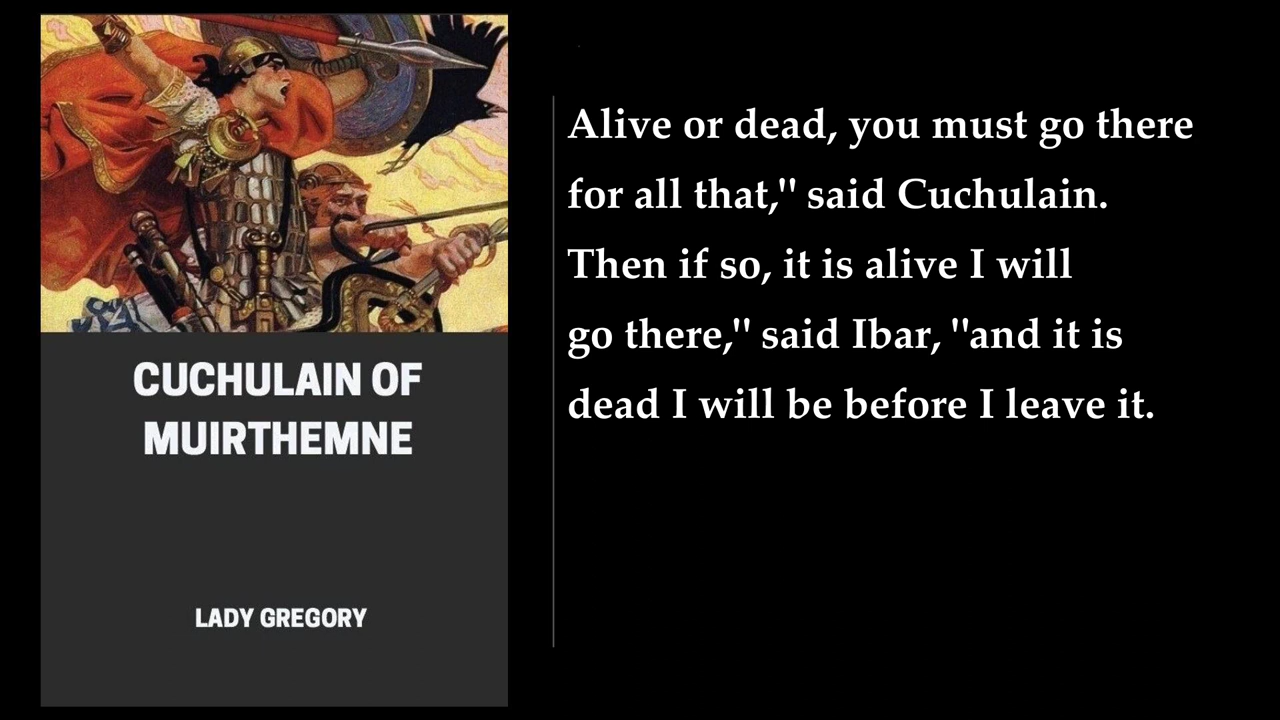 CUCHULAIN OF
MUIRTHEMNE
LADY GREGORY
Alive or dead, you must go there
for all that," said Cuchulain.
Then if so, it is alive I will
go there," said Ibar, "and it is
dead I will be before I leave it.